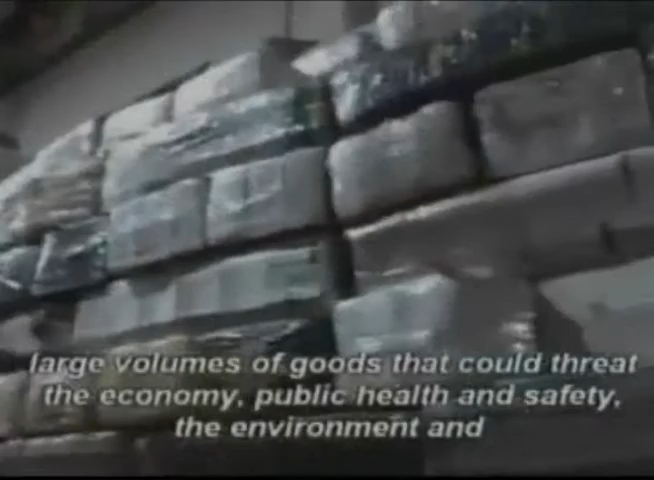 large volumes of goods that could threat
the economy, public health and safety,
the environment and